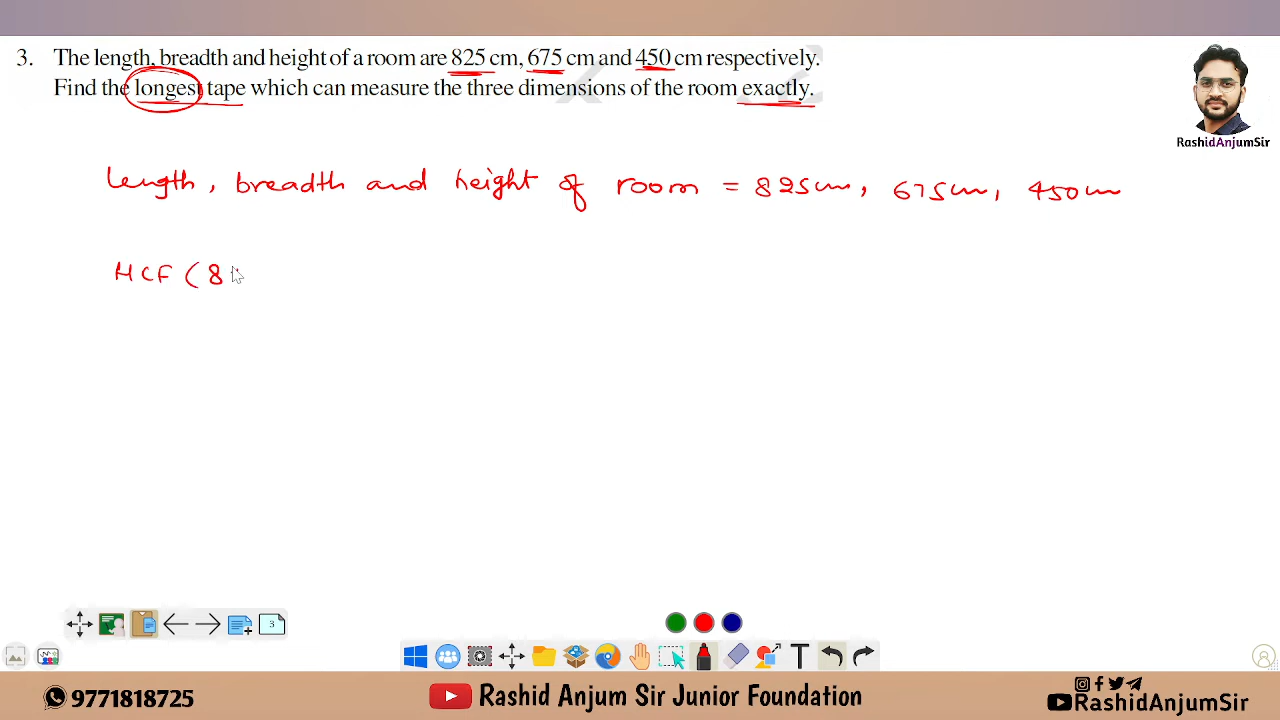 3. The length, breadth and height of a room are 825 cm, 675 cm and 450 cm respectively.
Find the longest tape which can measure the three dimensions of the room exactly.
RashidAnjumSir
length, breadth and height of room = 825cm, 675cm, 450cm
HCF (8
3
9771818725
Rashid Anjum Sir Junior Foundation
RashidAnjumSir